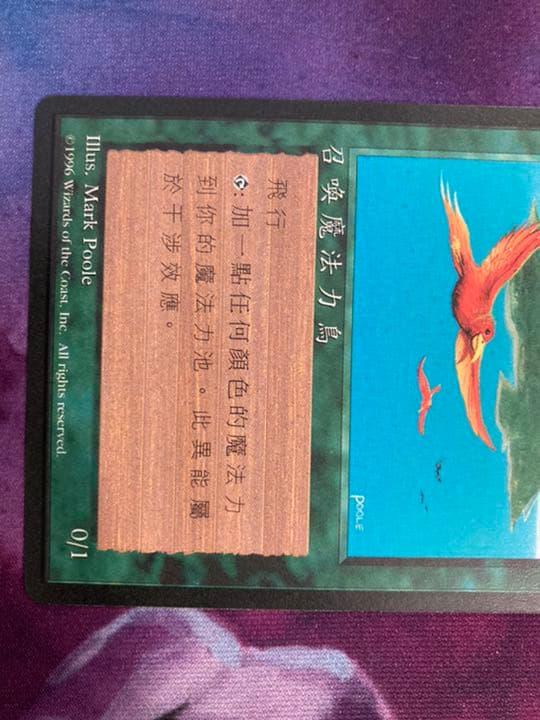 POOLE
召喚魔法力鳥
飛行
: 加一點任何顏色的魔法力
到你的魔法力池。此異能屬
於干涉效應。
0/1
Illus. Mark Poole
©1996 Wizards of the Coast, Inc. All rights reserved.